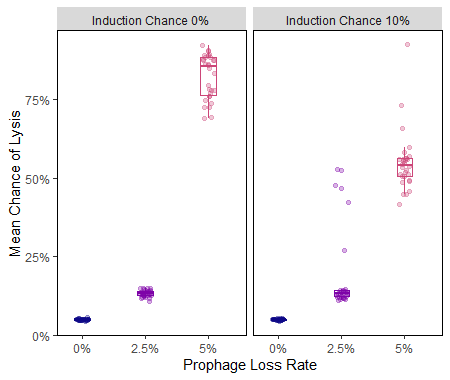 Induction Chance 0% Induction Chance 10%
Mean Chance of Lysis
75%
50%
25%
0%
0% 2.5% 5% 0% 2.5% 5%
Prophage Loss Rate